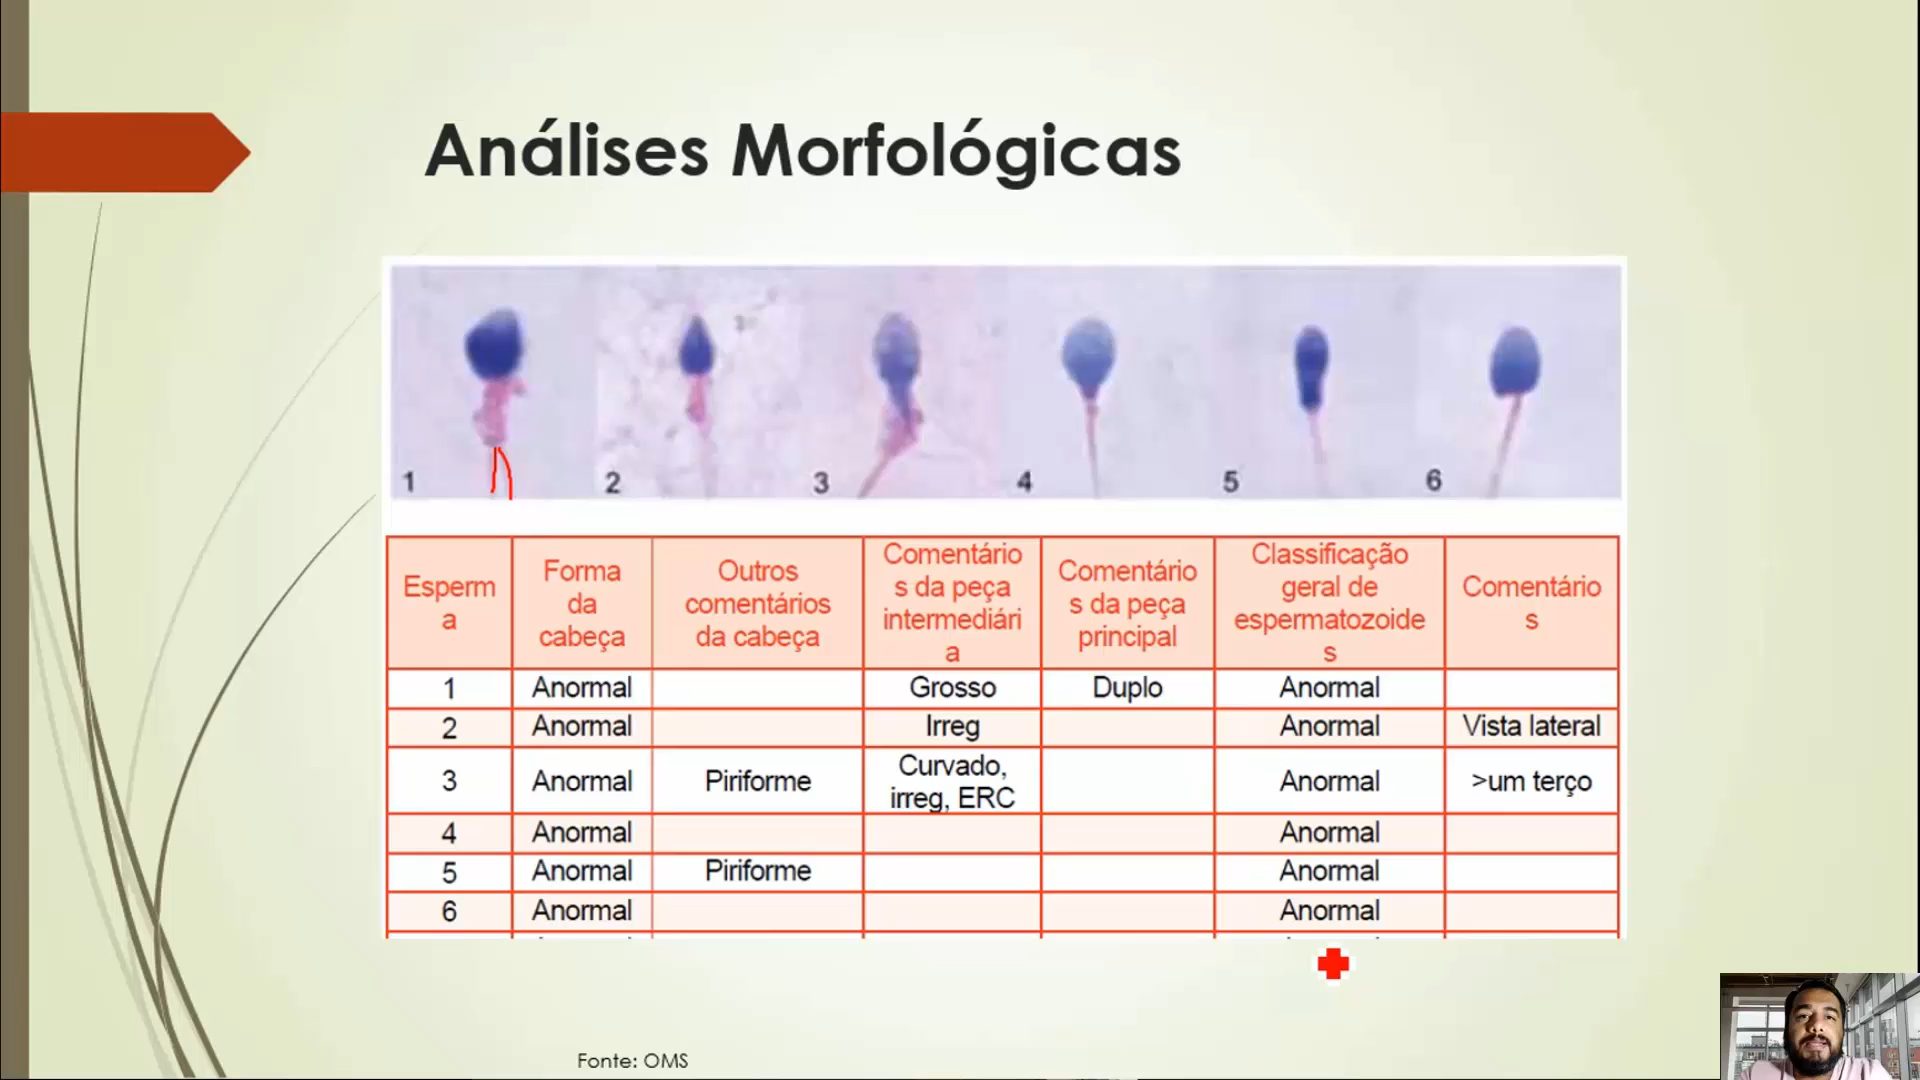 Análises Morfológicas
1 2 3 4 5 6
Esperm
a
Forma
da
cabeça
Outros
comentários
da cabeça
Comentário
s da peça
intermediári
a
Comentário
s da peça
principal
Classificação
geral de
espermatozoide
s
Comentário
s
1 Anormal Grosso Duplo Anormal
2 Anormal Irreg Anormal Vista lateral
3 Anormal Piriforme Curvado,
irreg, ERC Anormal >um terço
4 Anormal Anormal
5 Anormal Piriforme Anormal
6 Anormal Anormal
Fonte: OMS